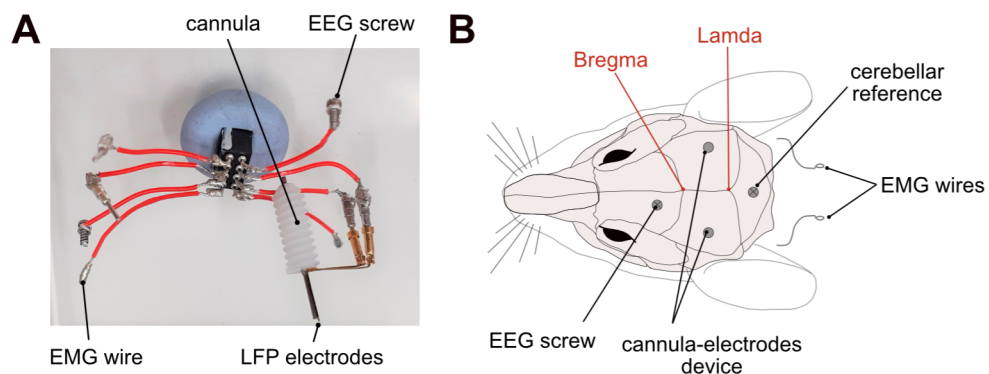 A
cannula
EEG screw
EMG wire
LFP electrodes
B
Lamda
Bregma
cerebellar
reference
EMG wires
EEG screw
cannula-electrodes
device